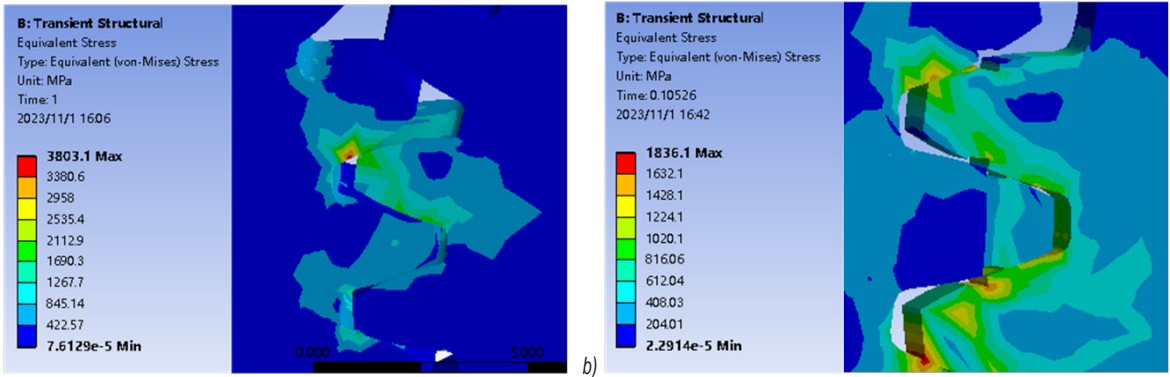 B: Transient Structural
Equivalent Stress
Type: Equivalent (von-Mises) Stress
Unit: MPa
Time: 1
2023/11/1 16:06
3803.1 Max
3380.6
2958
2535.4
2112.9
1690.3
1267.7
845.14
422.57
7.6129e-5 Min
0.000
5.000
b)
B: Transient Structural
Equivalent Stress
Type: Equivalent (von-Mises) Stress
Unit: MPa
Time: 0.10526
2023/11/1 16:42
1836.1 Max
1632.1
1428.1
1224.1
1020.1
816.06
612.04
408.03
204.01
2.2914e-5 Min